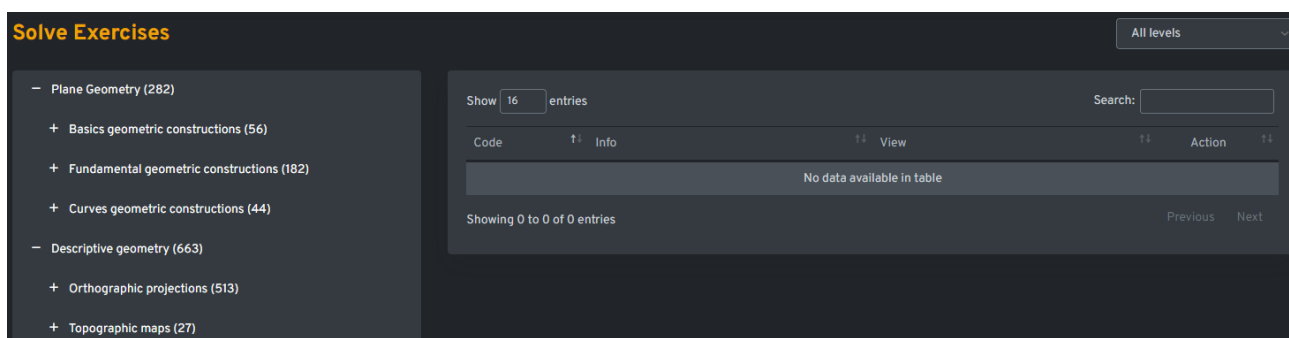 Solve Exercises
All levels
− Plane Geometry (282)
+ Basics geometric constructions (56)
+ Fundamental geometric constructions (182)
+ Curves geometric constructions (44)
− Descriptive geometry (663)
+ Orthographic projections (513)
+ Topographic maps (27)
Show 16 entries
Search:
Code Info View Action
No data available in table
Showing 0 to 0 of 0 entries
Previous Next